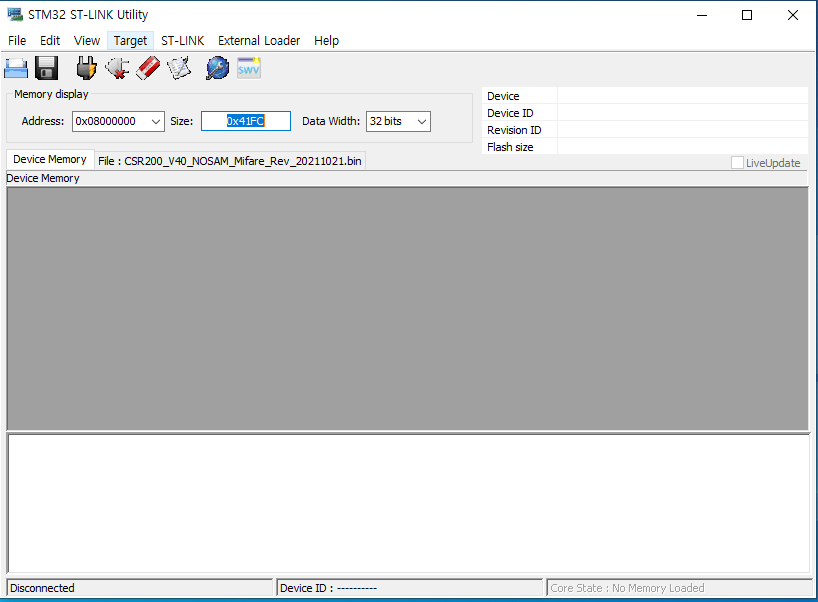 STM32 ST-LINK Utility
File Edit View Target ST-LINK External Loader Help
SWV
Memory display
Address: 0x08000000 Size: 0x41FC Data Width: 32 bits
Device
Device ID
Revision ID
Flash size
LiveUpdate
Device Memory File : CSR200_V40_NOSAM_Mifare_Rev_20211021.bin
Device Memory
Disconnected Device ID : ---------- Core State : No Memory Loaded